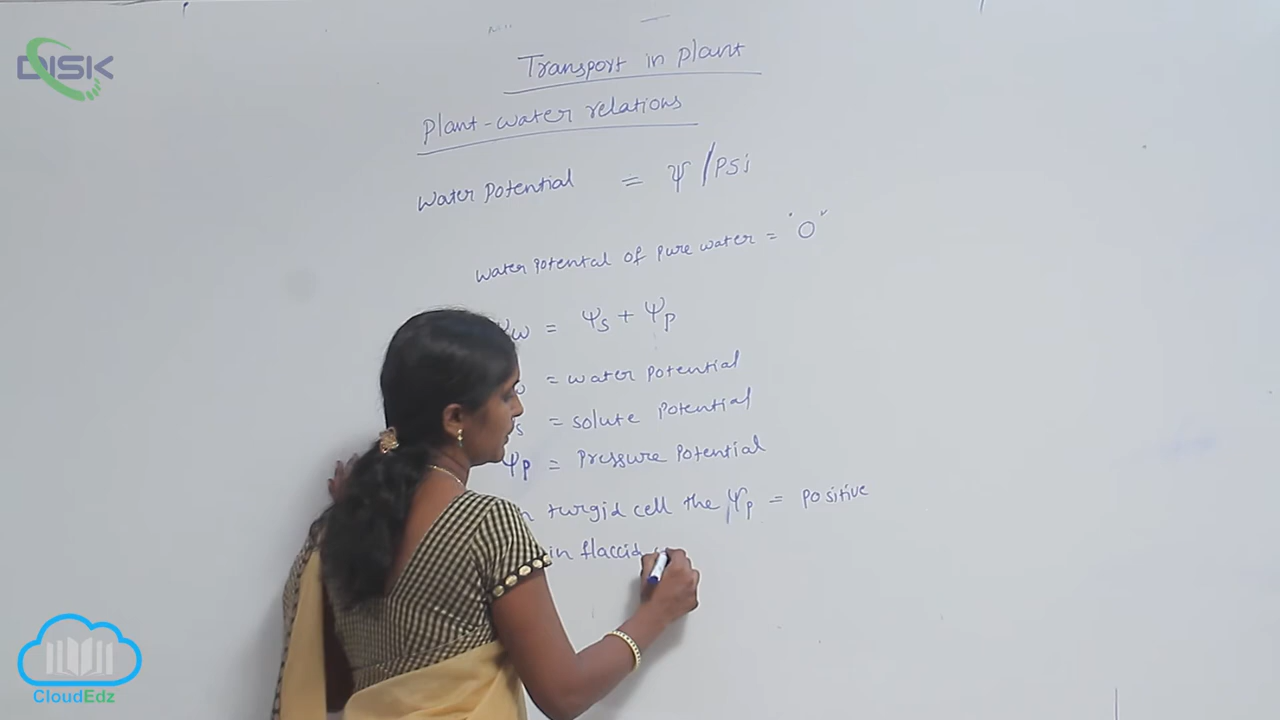 DISK
Transport in plant
Plant-water relations
Water Potential = Ψ /Psi
Water Potental of pure water = "O"
Ψw = Ψs + Ψp
= water potential
s = solute potential
Ψp = Pressure Potential
n turgid cell the Ψp = positive
in flaccid
CloudEdz